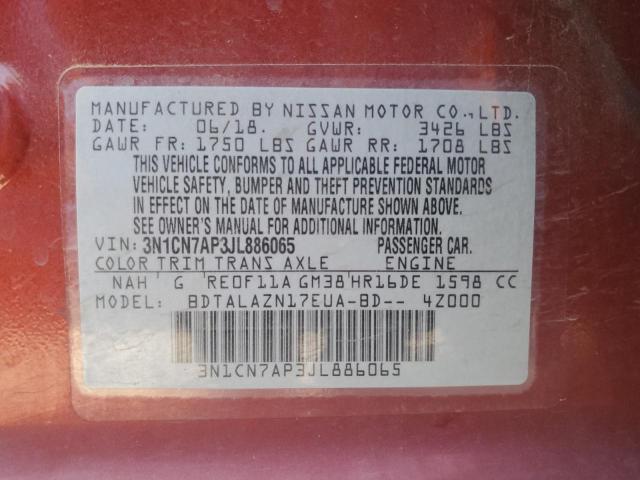 MANUFACTURED BY NISSAN MOTOR CO., LTD.
DATE: 06/18. GVWR: 3426 LBS
GAWR FR: 1750 LBS GAWR RR: 1708 LBS
THIS VEHICLE CONFORMS TO ALL APPLICABLE FEDERAL MOTOR
VEHICLE SAFETY, BUMPER AND THEFT PREVENTION STANDARDS
IN EFFECT ON THE DATE OF MANUFACTURE SHOWN ABOVE.
SEE OWNER'S MANUAL FOR ADDITIONAL INFORMATION.
VIN: 3N1CN7AP3JL886065 PASSENGER CAR.
COLOR TRIM TRANS AXLE ENGINE
NAH G RE0F11A GM38 HR16DE 1598 CC
MODEL: BDTALAZN17EUA-BD-- 4Z000
3N1CN7AP3JL886065